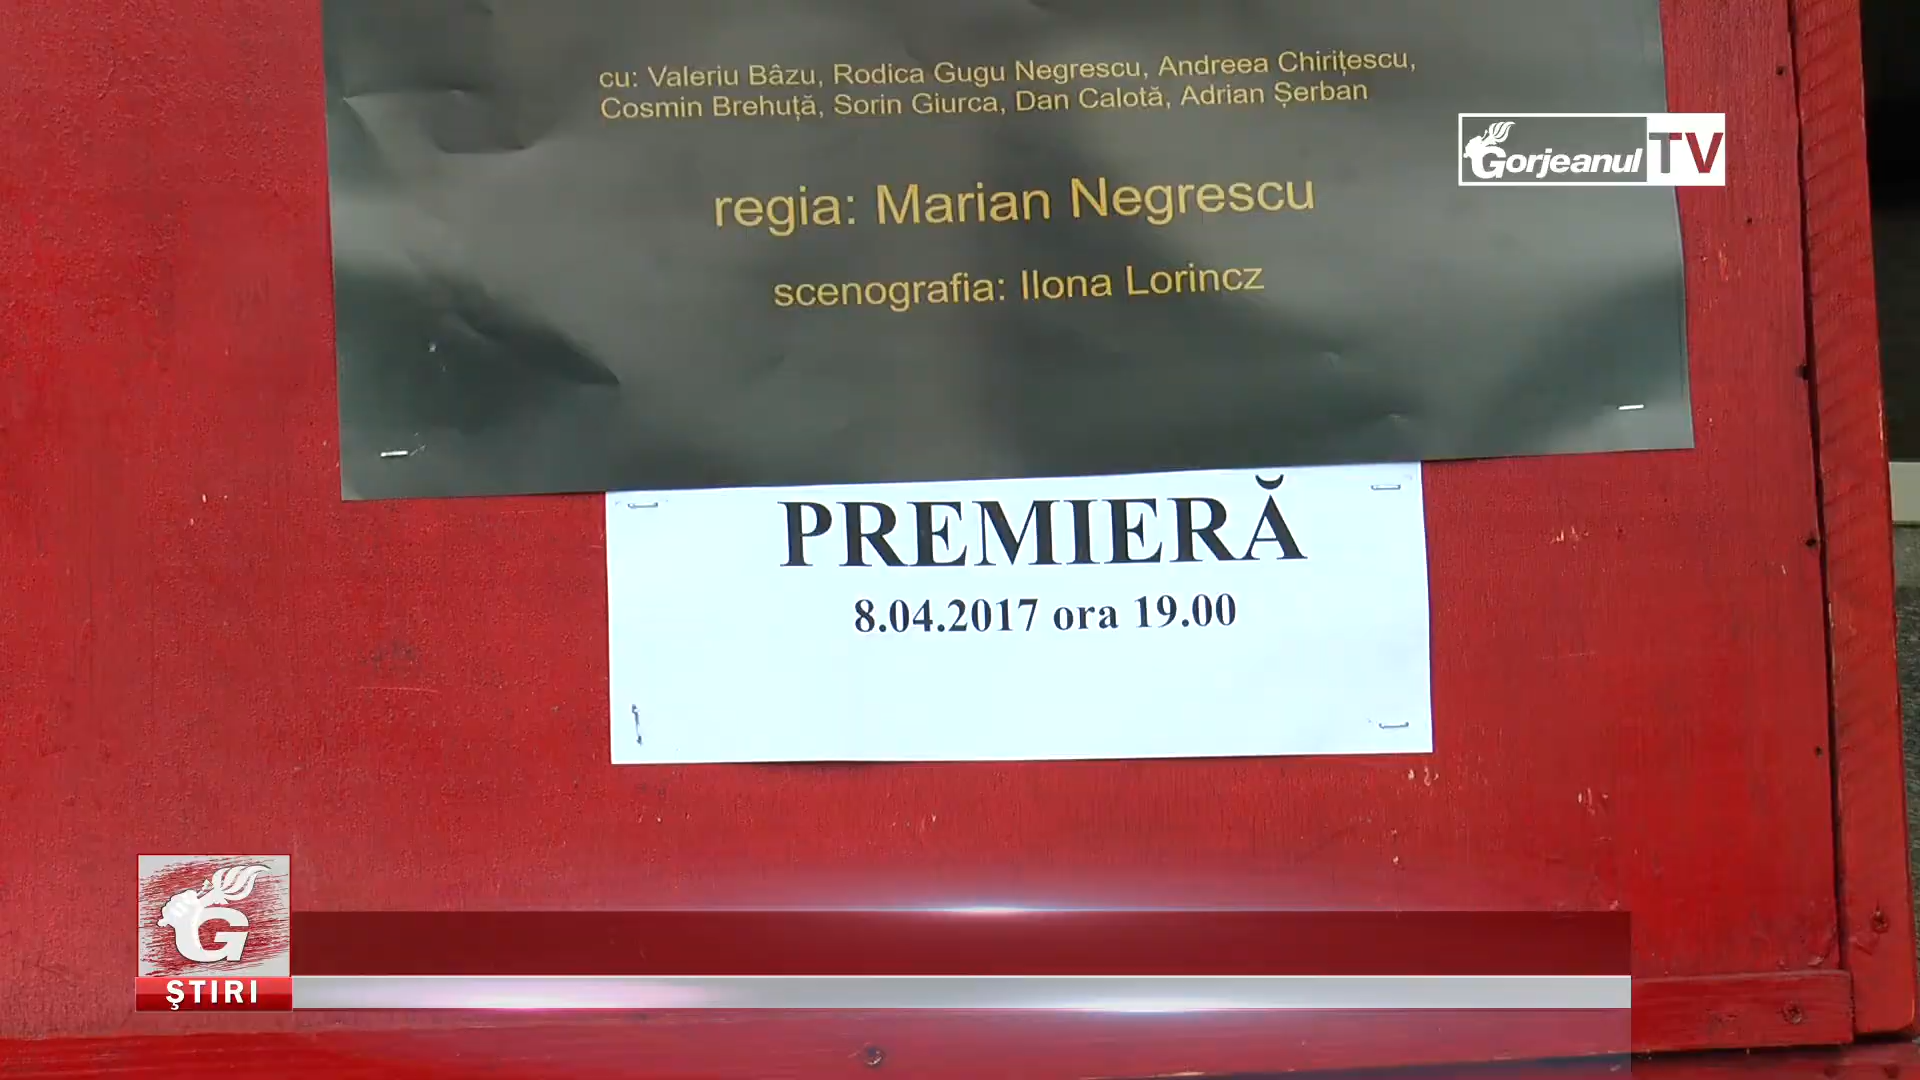 cu: Valeriu Bâzu, Rodica Gugu Negrescu, Andreea Chirițescu,
Cosmin Brehuță, Sorin Giurca, Dan Calotă, Adrian Șerban
Gorjeanul TV
regia: Marian Negrescu
scenografia: Ilona Lorincz
PREMIERĂ
8.04.2017 ora 19.00
G
ŞTIRI